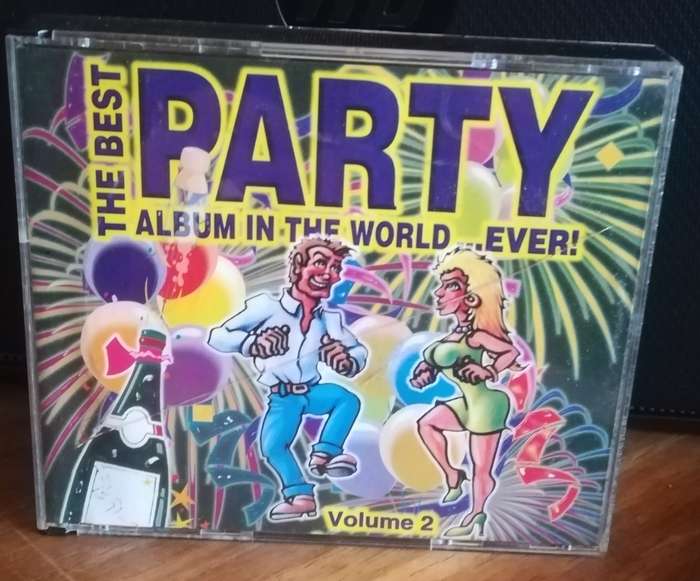 THE BEST
PARTY
ALBUM IN THE WORLD ...EVER!
Volume 2